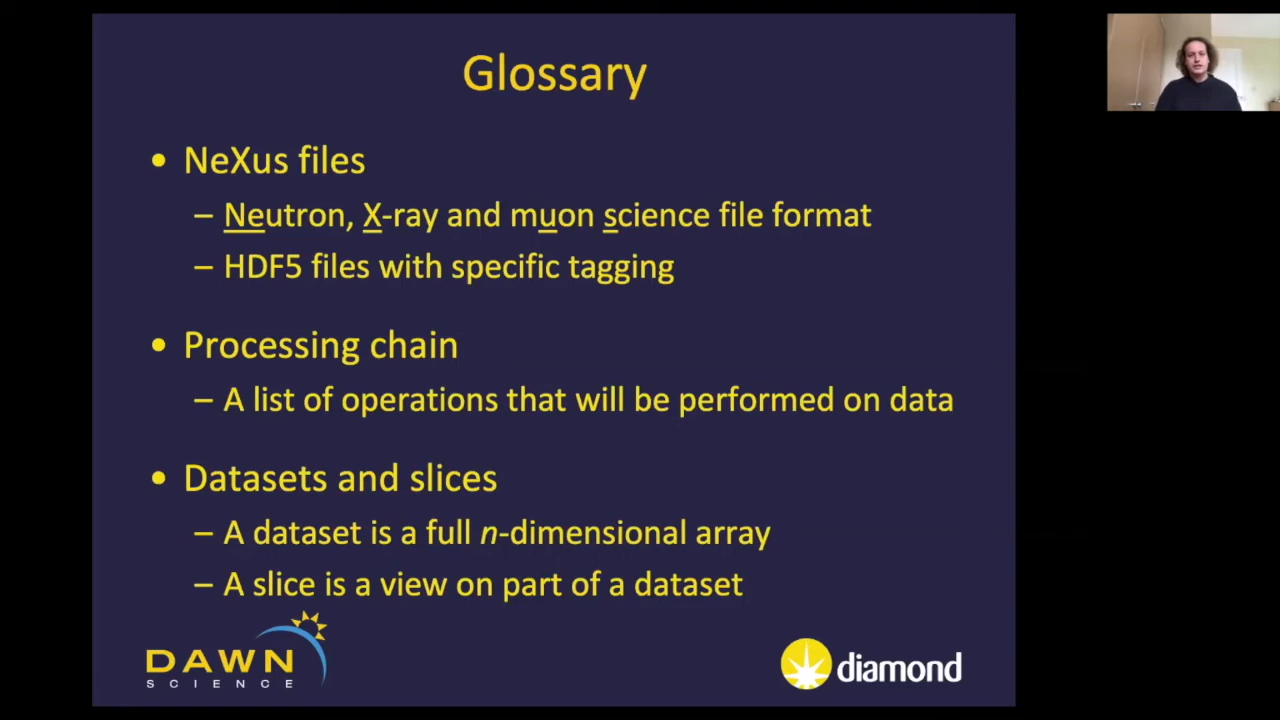 Glossary
• NeXus files
– Neutron, X-ray and muon science file format
– HDF5 files with specific tagging
• Processing chain
– A list of operations that will be performed on data
• Datasets and slices
– A dataset is a full n-dimensional array
– A slice is a view on part of a dataset
DAWN
SCIENCE
diamond